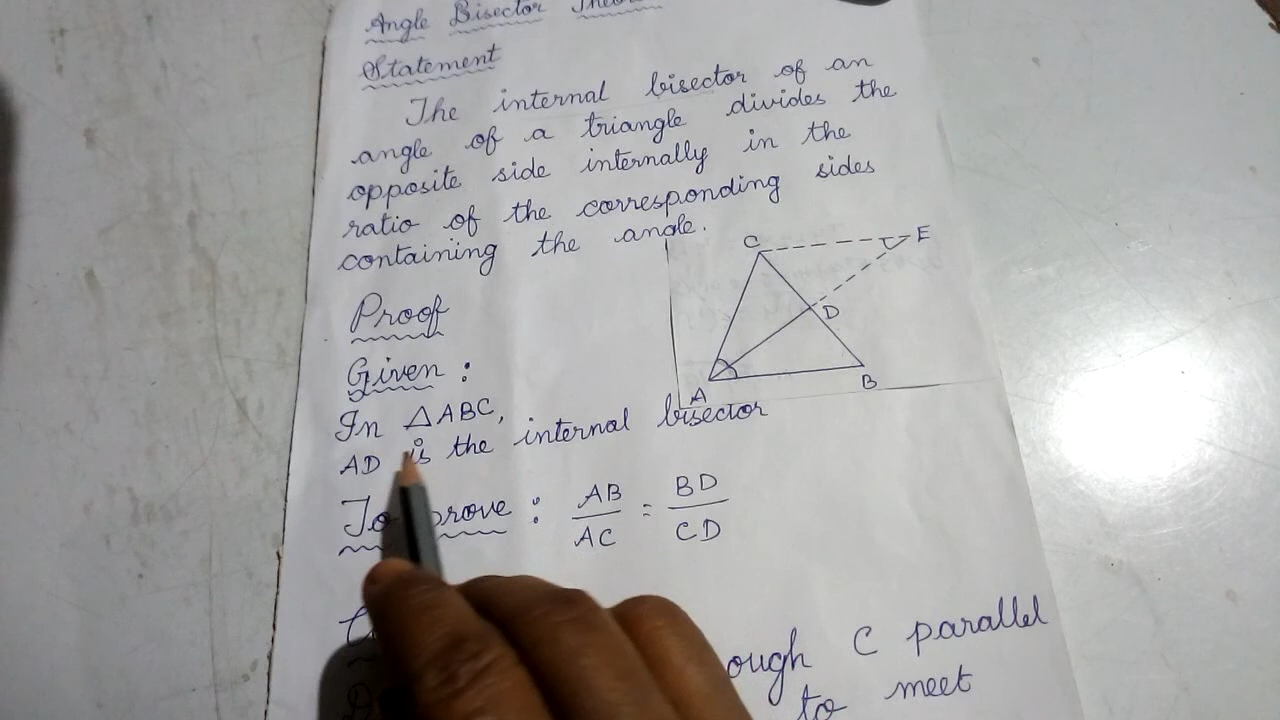 Angle Bisector
Statement
The internal bisector of an
angle of a triangle divides the
opposite side internally in the
ratio of the corresponding sides
containing the angle.
C E
D
A B
Proof
Given :
In △ABC,
AD is the internal bisector
To prove : AB/AC = BD/CD
ough C parallel
to meet